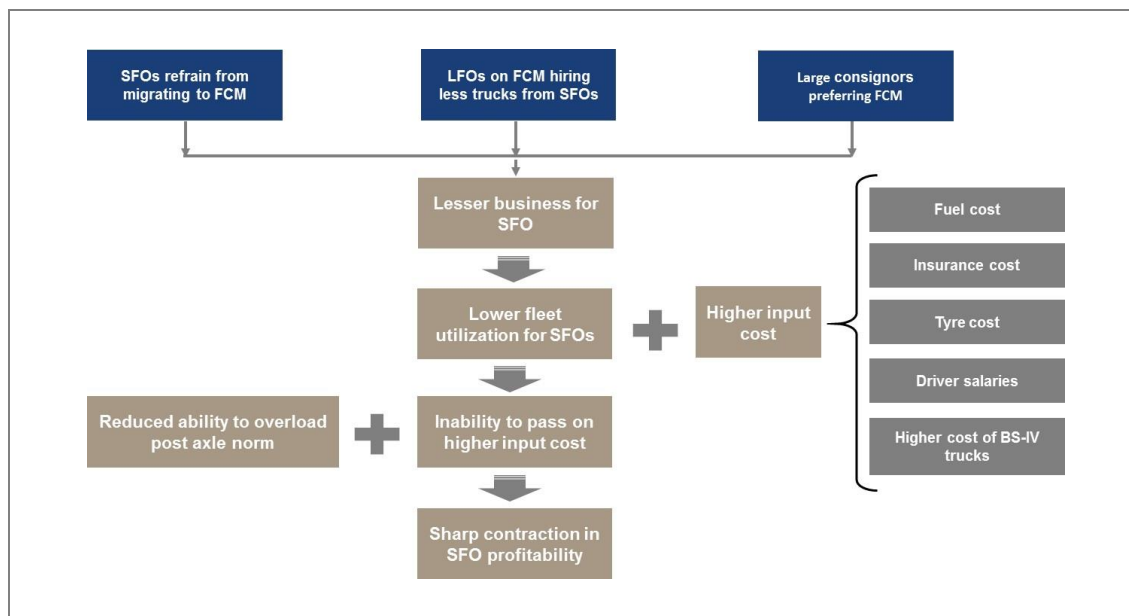 SFOs refrain from
migrating to FCM
LFOs on FCM hiring
less trucks from SFOs
Large consignors
preferring FCM
Lesser business for
SFO
Lower fleet
utilization for SFOs
Higher input
cost
Fuel cost
Insurance cost
Tyre cost
Driver salaries
Higher cost of BS-IV
trucks
Reduced ability to overload
post axle norm
Inability to pass on
higher input cost
Sharp contraction in
SFO profitability